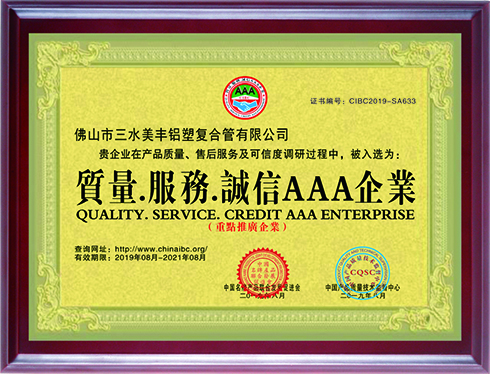 AAA
证书编号：CIBC2019-SA633
佛山市三水美丰铝塑复合管有限公司
贵企业在产品质量、售后服务及可信度调研过程中，被入选为：
質量.服務.誠信AAA企業
QUALITY. SERVICE. CREDIT AAA ENTERPRISE
（重點推廣企業）
查询网址：http://www.chinaibc.org/
有效期限：2019年08月-2021年08月
CQSC
中国产品质量技术监督中心
二〇一九年八月
二〇一九年八月